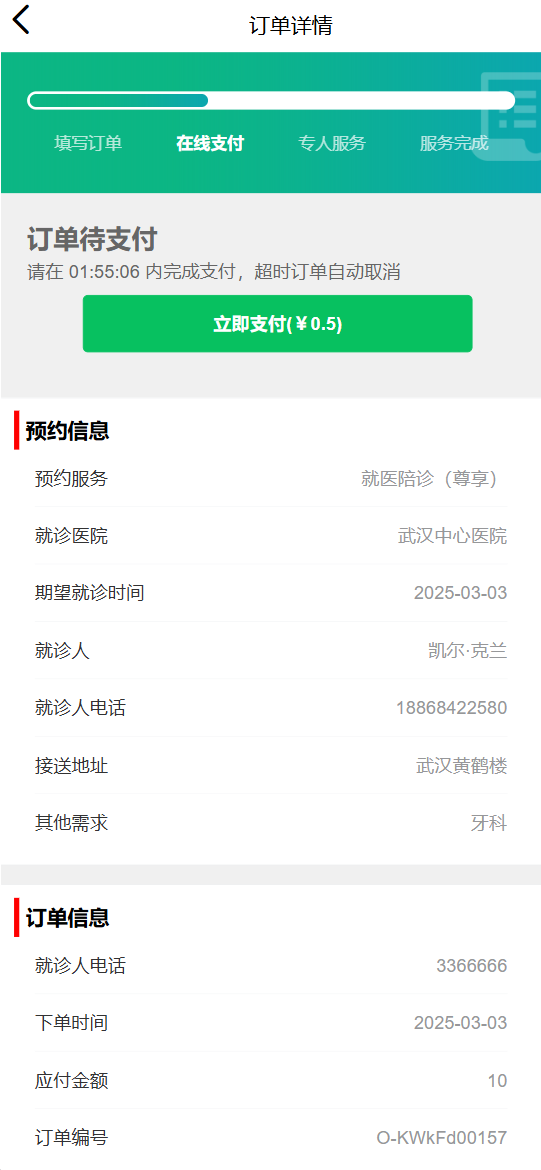 订单详情
填写订单 在线支付 专人服务 服务完成
订单待支付
请在 01:55:06 内完成支付，超时订单自动取消
立即支付(￥0.5)
预约信息
预约服务 就医陪诊（尊享）
就诊医院 武汉中心医院
期望就诊时间 2025-03-03
就诊人 凯尔·克兰
就诊人电话 18868422580
接送地址 武汉黄鹤楼
其他需求 牙科
订单信息
就诊人电话 3366666
下单时间 2025-03-03
应付金额 10
订单编号 O-KWkFd00157